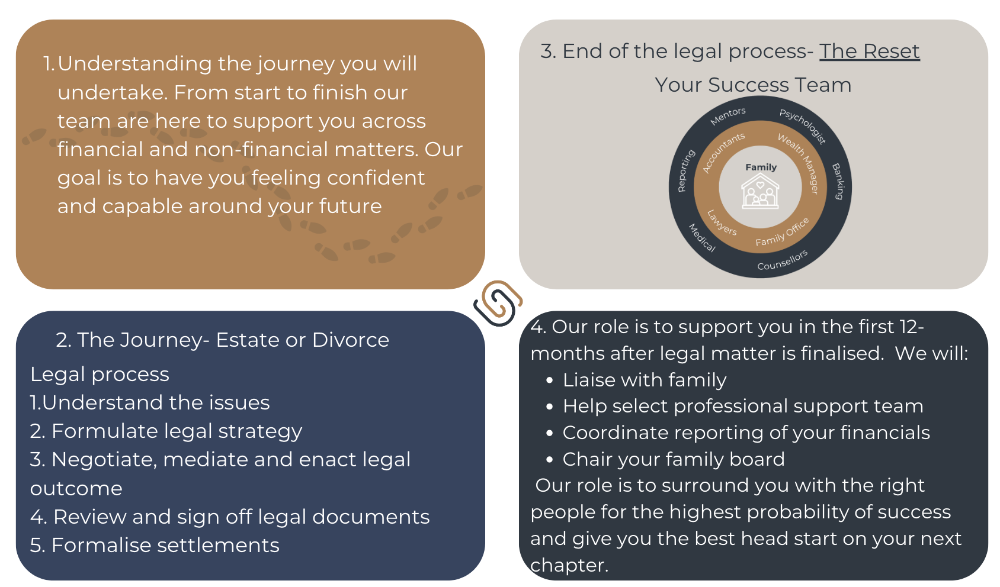 1. Understanding the journey you will
undertake. From start to finish our
team are here to support you across
financial and non-financial matters. Our
goal is to have you feeling confident
and capable around your future
2. The Journey- Estate or Divorce
Legal process
1.Understand the issues
2. Formulate legal strategy
3. Negotiate, mediate and enact legal
outcome
4. Review and sign off legal documents
5. Formalise settlements
3. End of the legal process- The Reset
Your Success Team
Mentors
Psychologist
Banking
Counsellors
Medical
Reporting
Accountants
Wealth Manager
Family Office
Lawyers
Family
4. Our role is to support you in the first 12-
months after legal matter is finalised.  We will:
• Liaise with family
• Help select professional support team
• Coordinate reporting of your financials
• Chair your family board
Our role is to surround you with the right
people for the highest probability of success
and give you the best head start on your next
chapter.